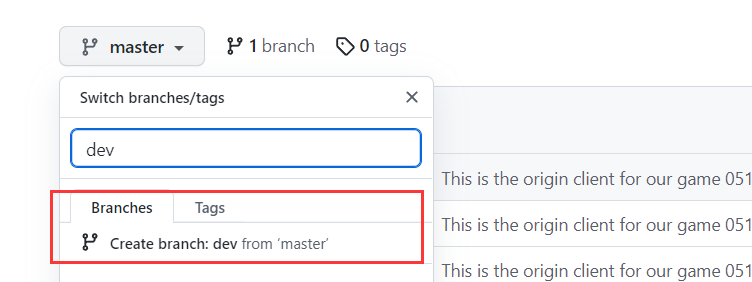 master 1 branch 0 tags
Switch branches/tags
dev
Branches Tags
Create branch: dev from ‘master’
This is the origin client for our game 051
This is the origin client for our game 051
This is the origin client for our game 051